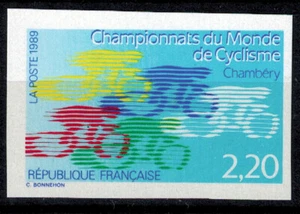 Championnats du Monde
de Cyclisme
Chambéry
LA POSTE 1989
2,20
RÉPUBLIQUE FRANÇAISE
C. BONNEHON